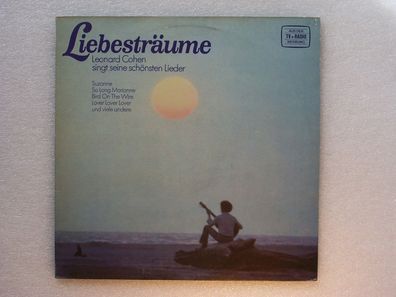 Liebesträume
Leonard Cohen
singt seine schönsten Lieder
Suzanne
So Long Marianne
Bird On The Wire
Lover Lover Lover
und viele andere
TV + RADIO